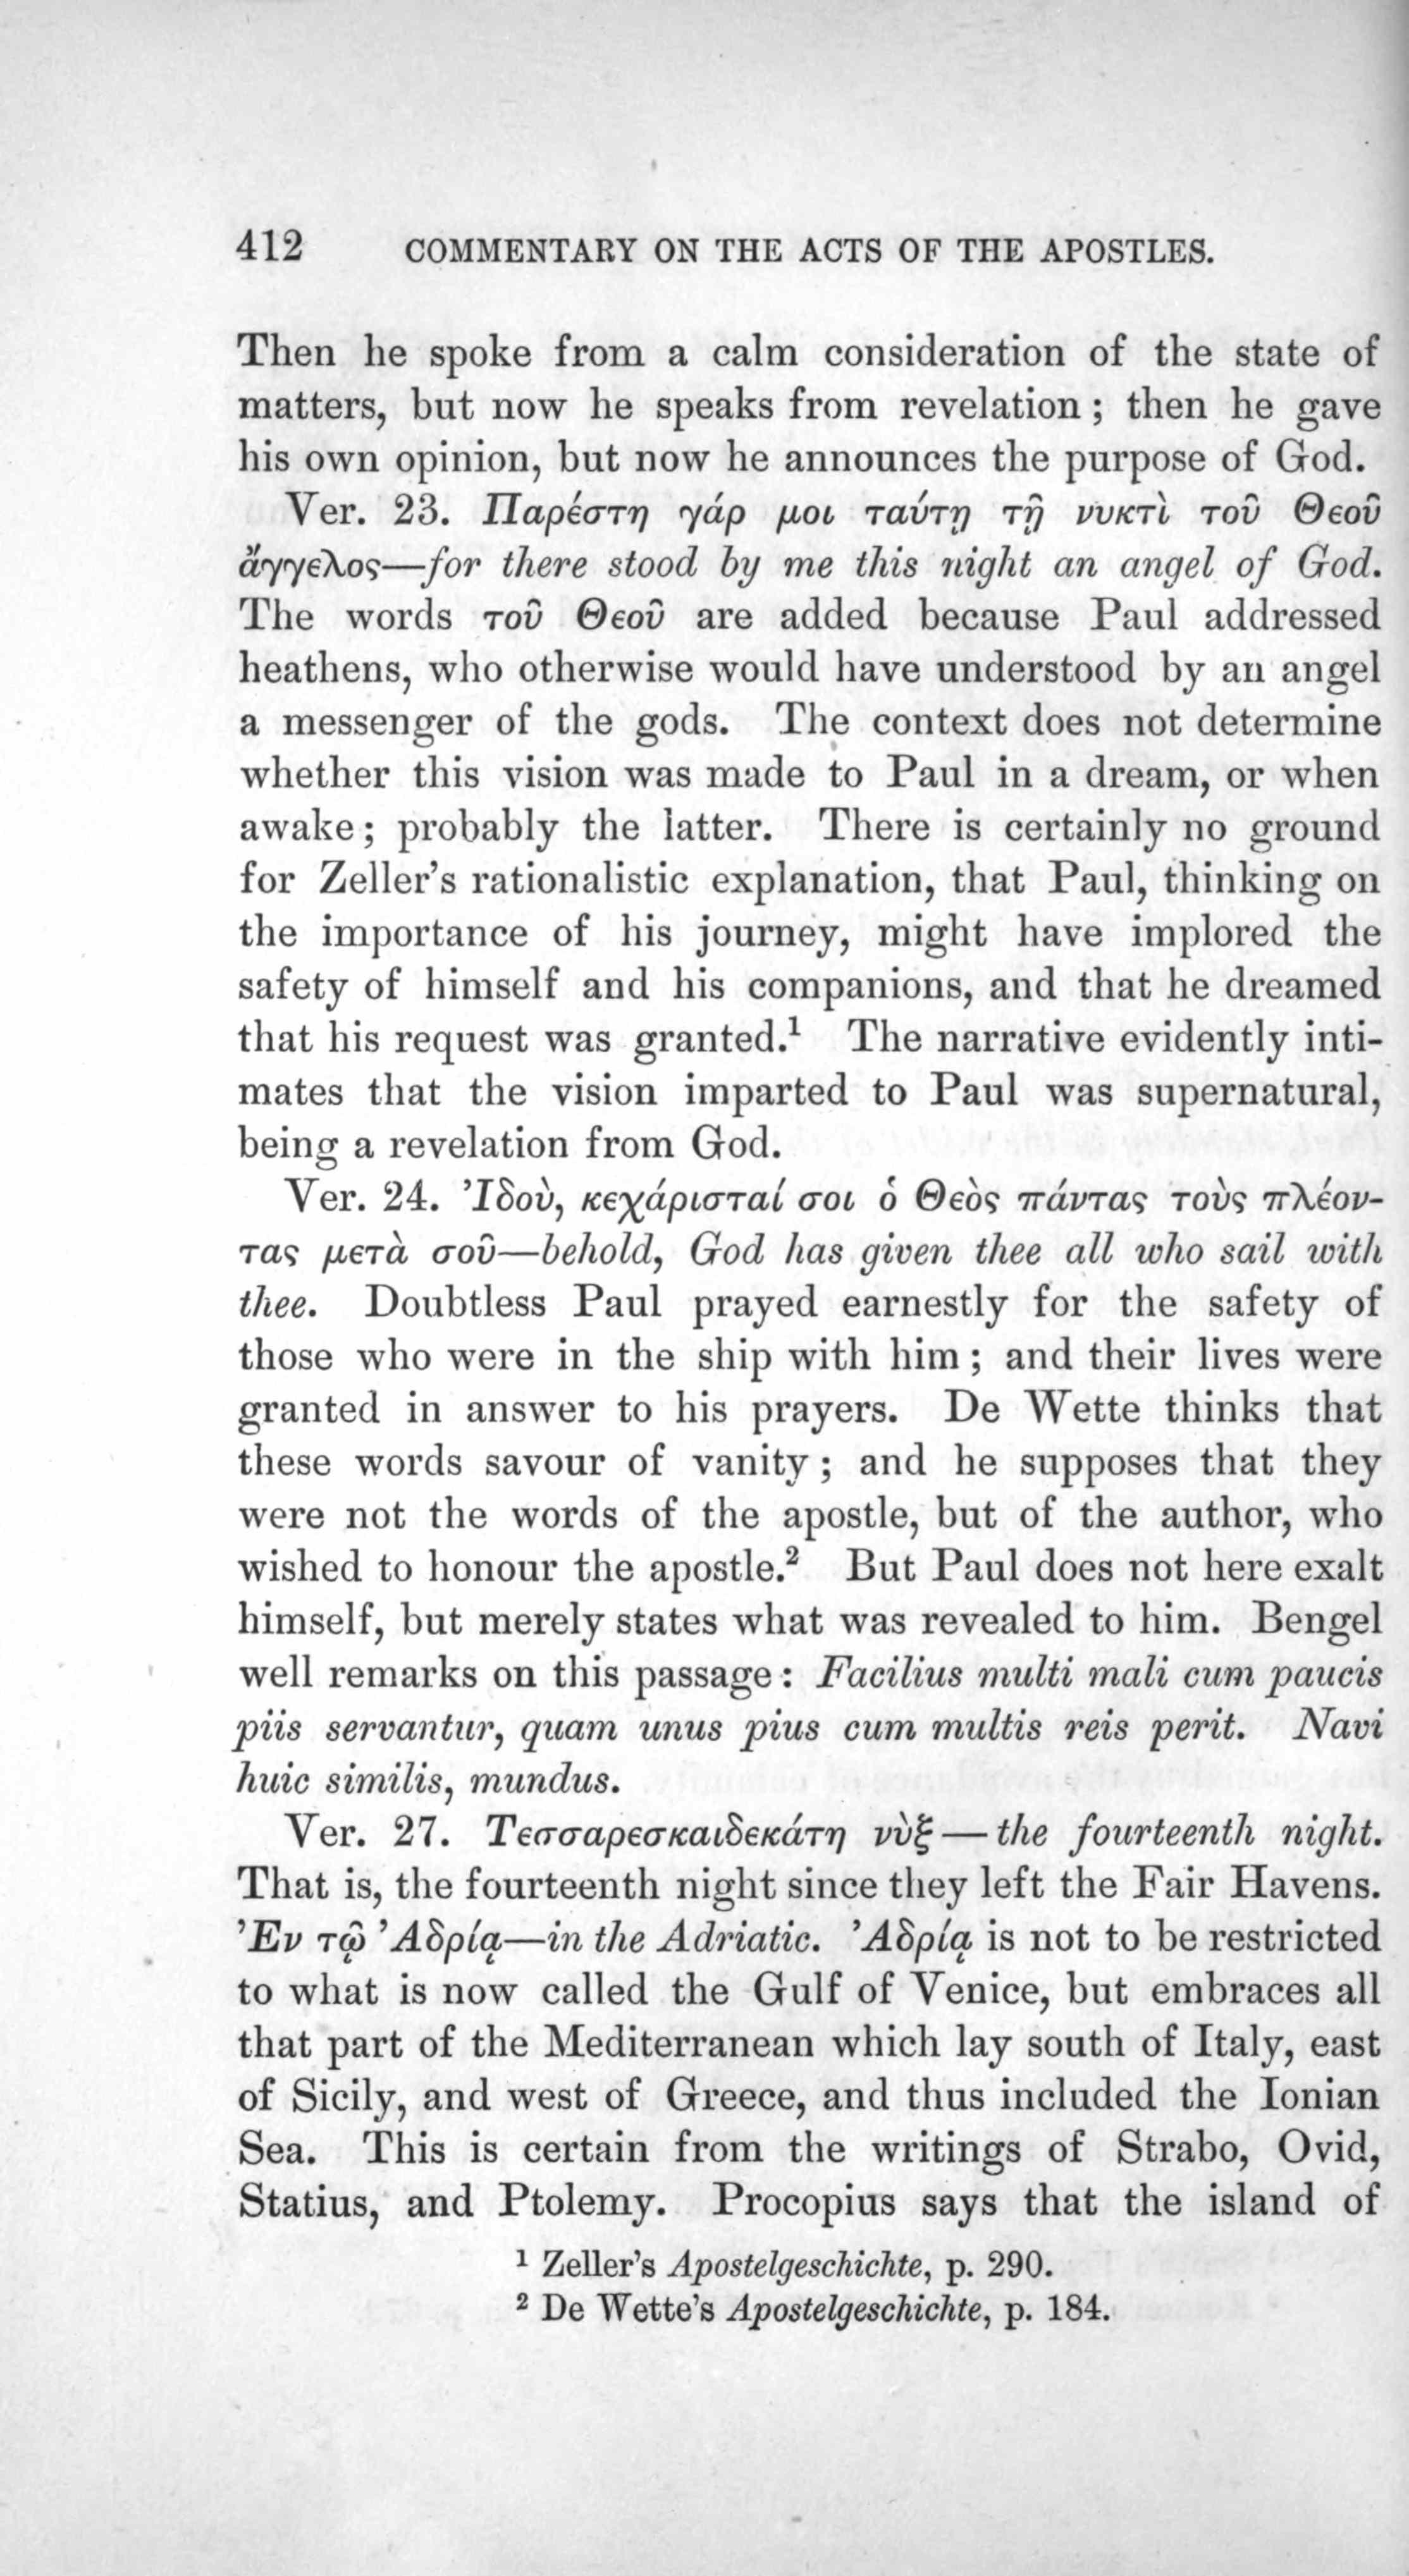 412 COMMENTARY ON THE ACTS OF THE APOSTLES.
Then he spoke from a calm consideration of the state of
matters, but now he speaks from revelation; then he gave
his own opinion, but now he announces the purpose of God.
Ver. 23. Παρέστη γάρ μοι ταύτῃ τῇ νυκτὶ τοῦ Θεοῦ
ἄγγελος—for there stood by me this night an angel of God.
The words τοῦ Θεοῦ are added because Paul addressed
heathens, who otherwise would have understood by an angel
a messenger of the gods. The context does not determine
whether this vision was made to Paul in a dream, or when
awake; probably the latter. There is certainly no ground
for Zeller's rationalistic explanation, that Paul, thinking on
the importance of his journey, might have implored the
safety of himself and his companions, and that he dreamed
that his request was granted.¹ The narrative evidently inti-
mates that the vision imparted to Paul was supernatural,
being a revelation from God.
Ver. 24. Ἰδοὺ, κεχάρισταί σοι ὁ Θεὸς πάντας τοὺς πλέον-
τας μετὰ σοῦ—behold, God has given thee all who sail with
thee. Doubtless Paul prayed earnestly for the safety of
those who were in the ship with him; and their lives were
granted in answer to his prayers. De Wette thinks that
these words savour of vanity; and he supposes that they
were not the words of the apostle, but of the author, who
wished to honour the apostle.² But Paul does not here exalt
himself, but merely states what was revealed to him. Bengel
well remarks on this passage: Facilius multi mali cum paucis
piis servantur, quam unus pius cum multis reis perit. Navi
huic similis, mundus.
Ver. 27. Τεσσαρεσκαιδεκάτη νὺξ—the fourteenth night.
That is, the fourteenth night since they left the Fair Havens.
Ἐν τῷ Ἀδρίᾳ—in the Adriatic. Ἀδρίᾳ is not to be restricted
to what is now called the Gulf of Venice, but embraces all
that part of the Mediterranean which lay south of Italy, east
of Sicily, and west of Greece, and thus included the Ionian
Sea. This is certain from the writings of Strabo, Ovid,
Statius, and Ptolemy. Procopius says that the island of
¹ Zeller's Apostelgeschichte, p. 290.
² De Wette's Apostelgeschichte, p. 184.